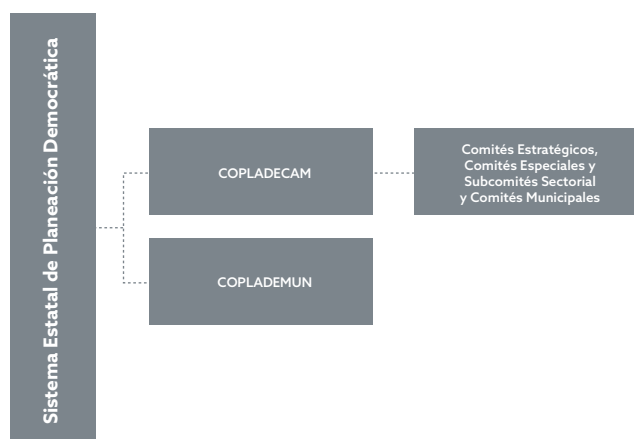 Sistema Estatal de Planeación Democrática
COPLADECAM
Comités Estratégicos,
Comités Especiales y
Subcomités Sectorial
y Comités Municipales
COPLADEMUN